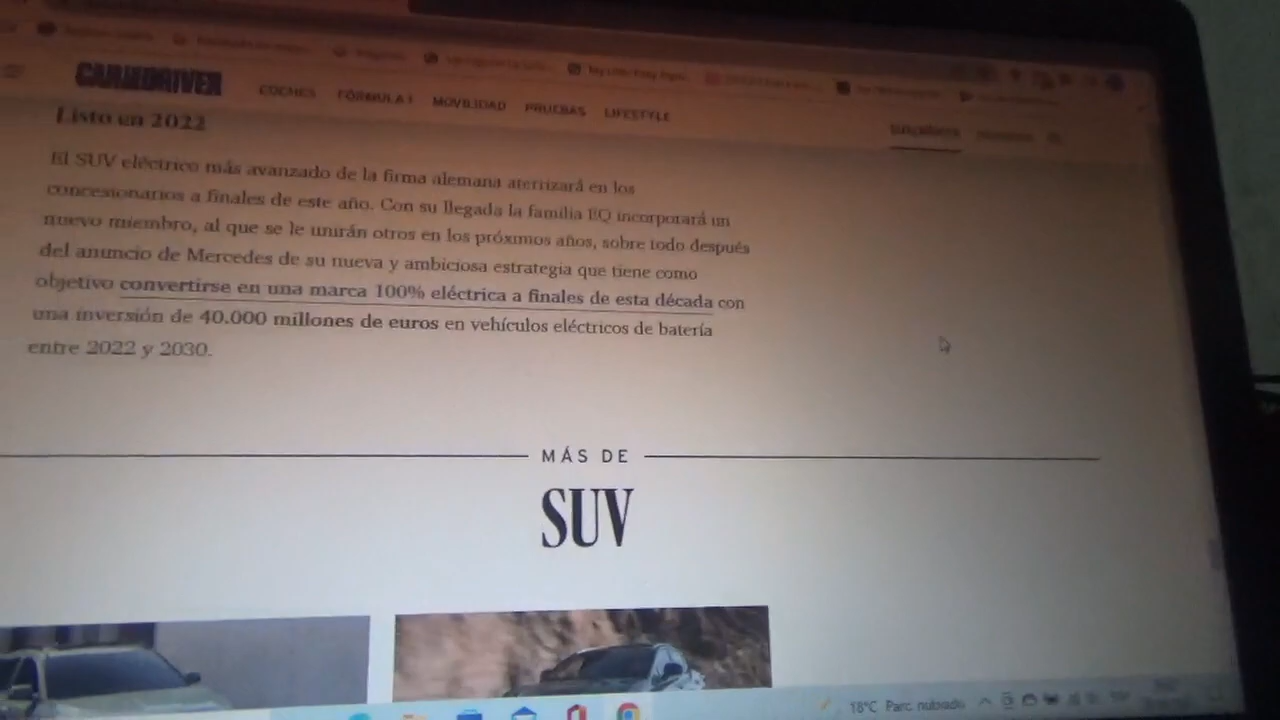 CAR AND DRIVER
COCHES FÓRMULA 1 MOVILIDAD PRUEBAS LIFESTYLE
SUSCRÍBETE
Listo en 2022
El SUV eléctrico más avanzado de la firma alemana aterrizará en los
concesionarios a finales de este año. Con su llegada la familia EQ incorporará un
nuevo miembro, al que se le unirán otros en los próximos años, sobre todo después
del anuncio de Mercedes de su nueva y ambiciosa estrategia que tiene como
objetivo convertirse en una marca 100% eléctrica a finales de esta década con
una inversión de 40.000 millones de euros en vehículos eléctricos de batería
entre 2022 y 2030.
MÁS DE
SUV
18°C Parc. nublado